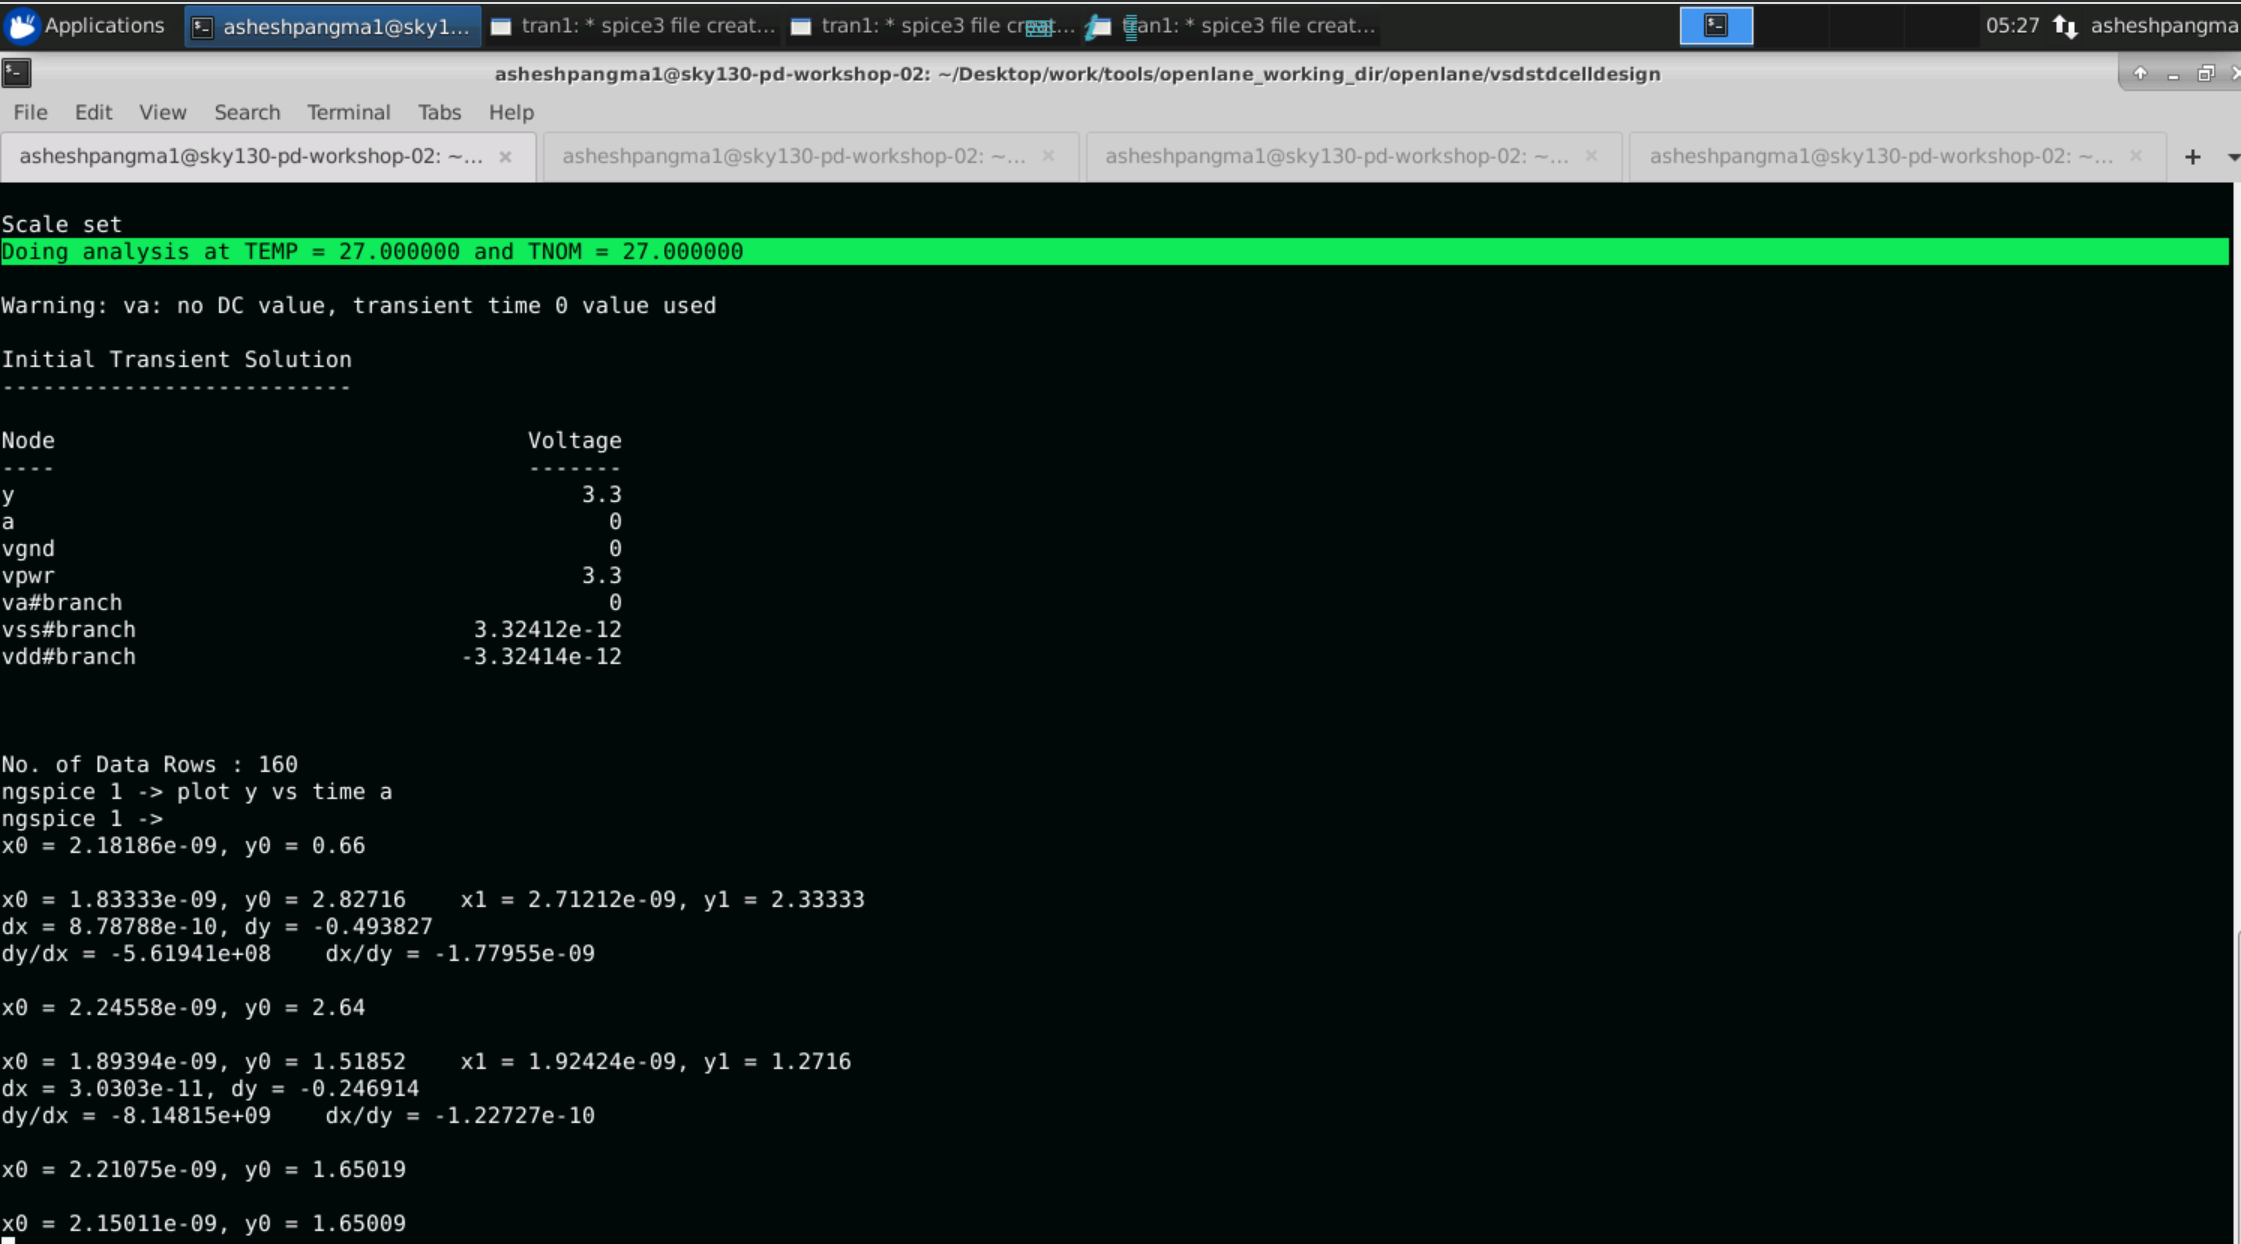 Applications asheshpangma1@sky1... tran1: * spice3 file creat... tran1: * spice3 file creat... tran1: * spice3 file creat... 05:27 asheshpangma
asheshpangma1@sky130-pd-workshop-02: ~/Desktop/work/tools/openlane_working_dir/openlane/vsdstdcelldesign
File Edit View Search Terminal Tabs Help
asheshpangma1@sky130-pd-workshop-02: ~... × asheshpangma1@sky130-pd-workshop-02: ~... × asheshpangma1@sky130-pd-workshop-02: ~... × asheshpangma1@sky130-pd-workshop-02: ~... × +
Scale set
Doing analysis at TEMP = 27.000000 and TNOM = 27.000000
Warning: va: no DC value, transient time 0 value used
Initial Transient Solution
--------------------------
Node Voltage
---- -------
y 3.3
a 0
vgnd 0
vpwr 3.3
va#branch 0
vss#branch 3.32412e-12
vdd#branch -3.32414e-12
No. of Data Rows : 160
ngspice 1 -> plot y vs time a
ngspice 1 ->
x0 = 2.18186e-09, y0 = 0.66
x0 = 1.83333e-09, y0 = 2.82716 x1 = 2.71212e-09, y1 = 2.33333
dx = 8.78788e-10, dy = -0.493827
dy/dx = -5.61941e+08 dx/dy = -1.77955e-09
x0 = 2.24558e-09, y0 = 2.64
x0 = 1.89394e-09, y0 = 1.51852 x1 = 1.92424e-09, y1 = 1.2716
dx = 3.0303e-11, dy = -0.246914
dy/dx = -8.14815e+09 dx/dy = -1.22727e-10
x0 = 2.21075e-09, y0 = 1.65019
x0 = 2.15011e-09, y0 = 1.65009